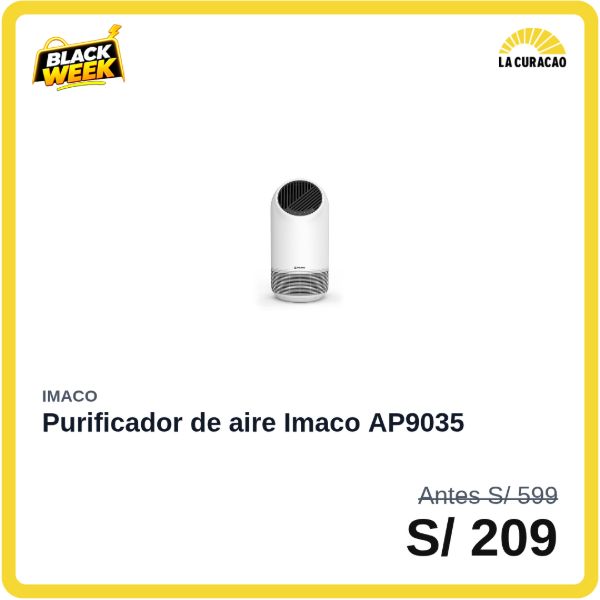 BLACK
WEEK
LA CURACAO
IMACO
Purificador de aire Imaco AP9035
Antes S/ 599
S/ 209